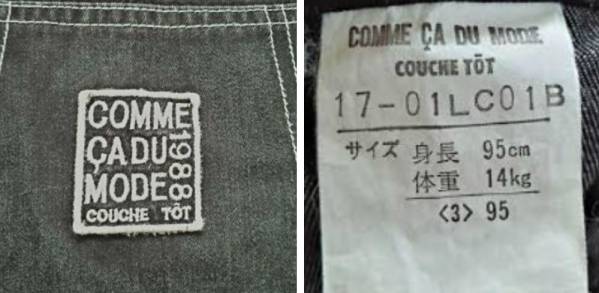 COMME
ÇA DU
MODE
1988
COUCHE TÔT
COMME ÇA DU MODE
COUCHE TÔT
17-01LC01B
サイズ 身長 95cm
体重 14kg
<3> 95